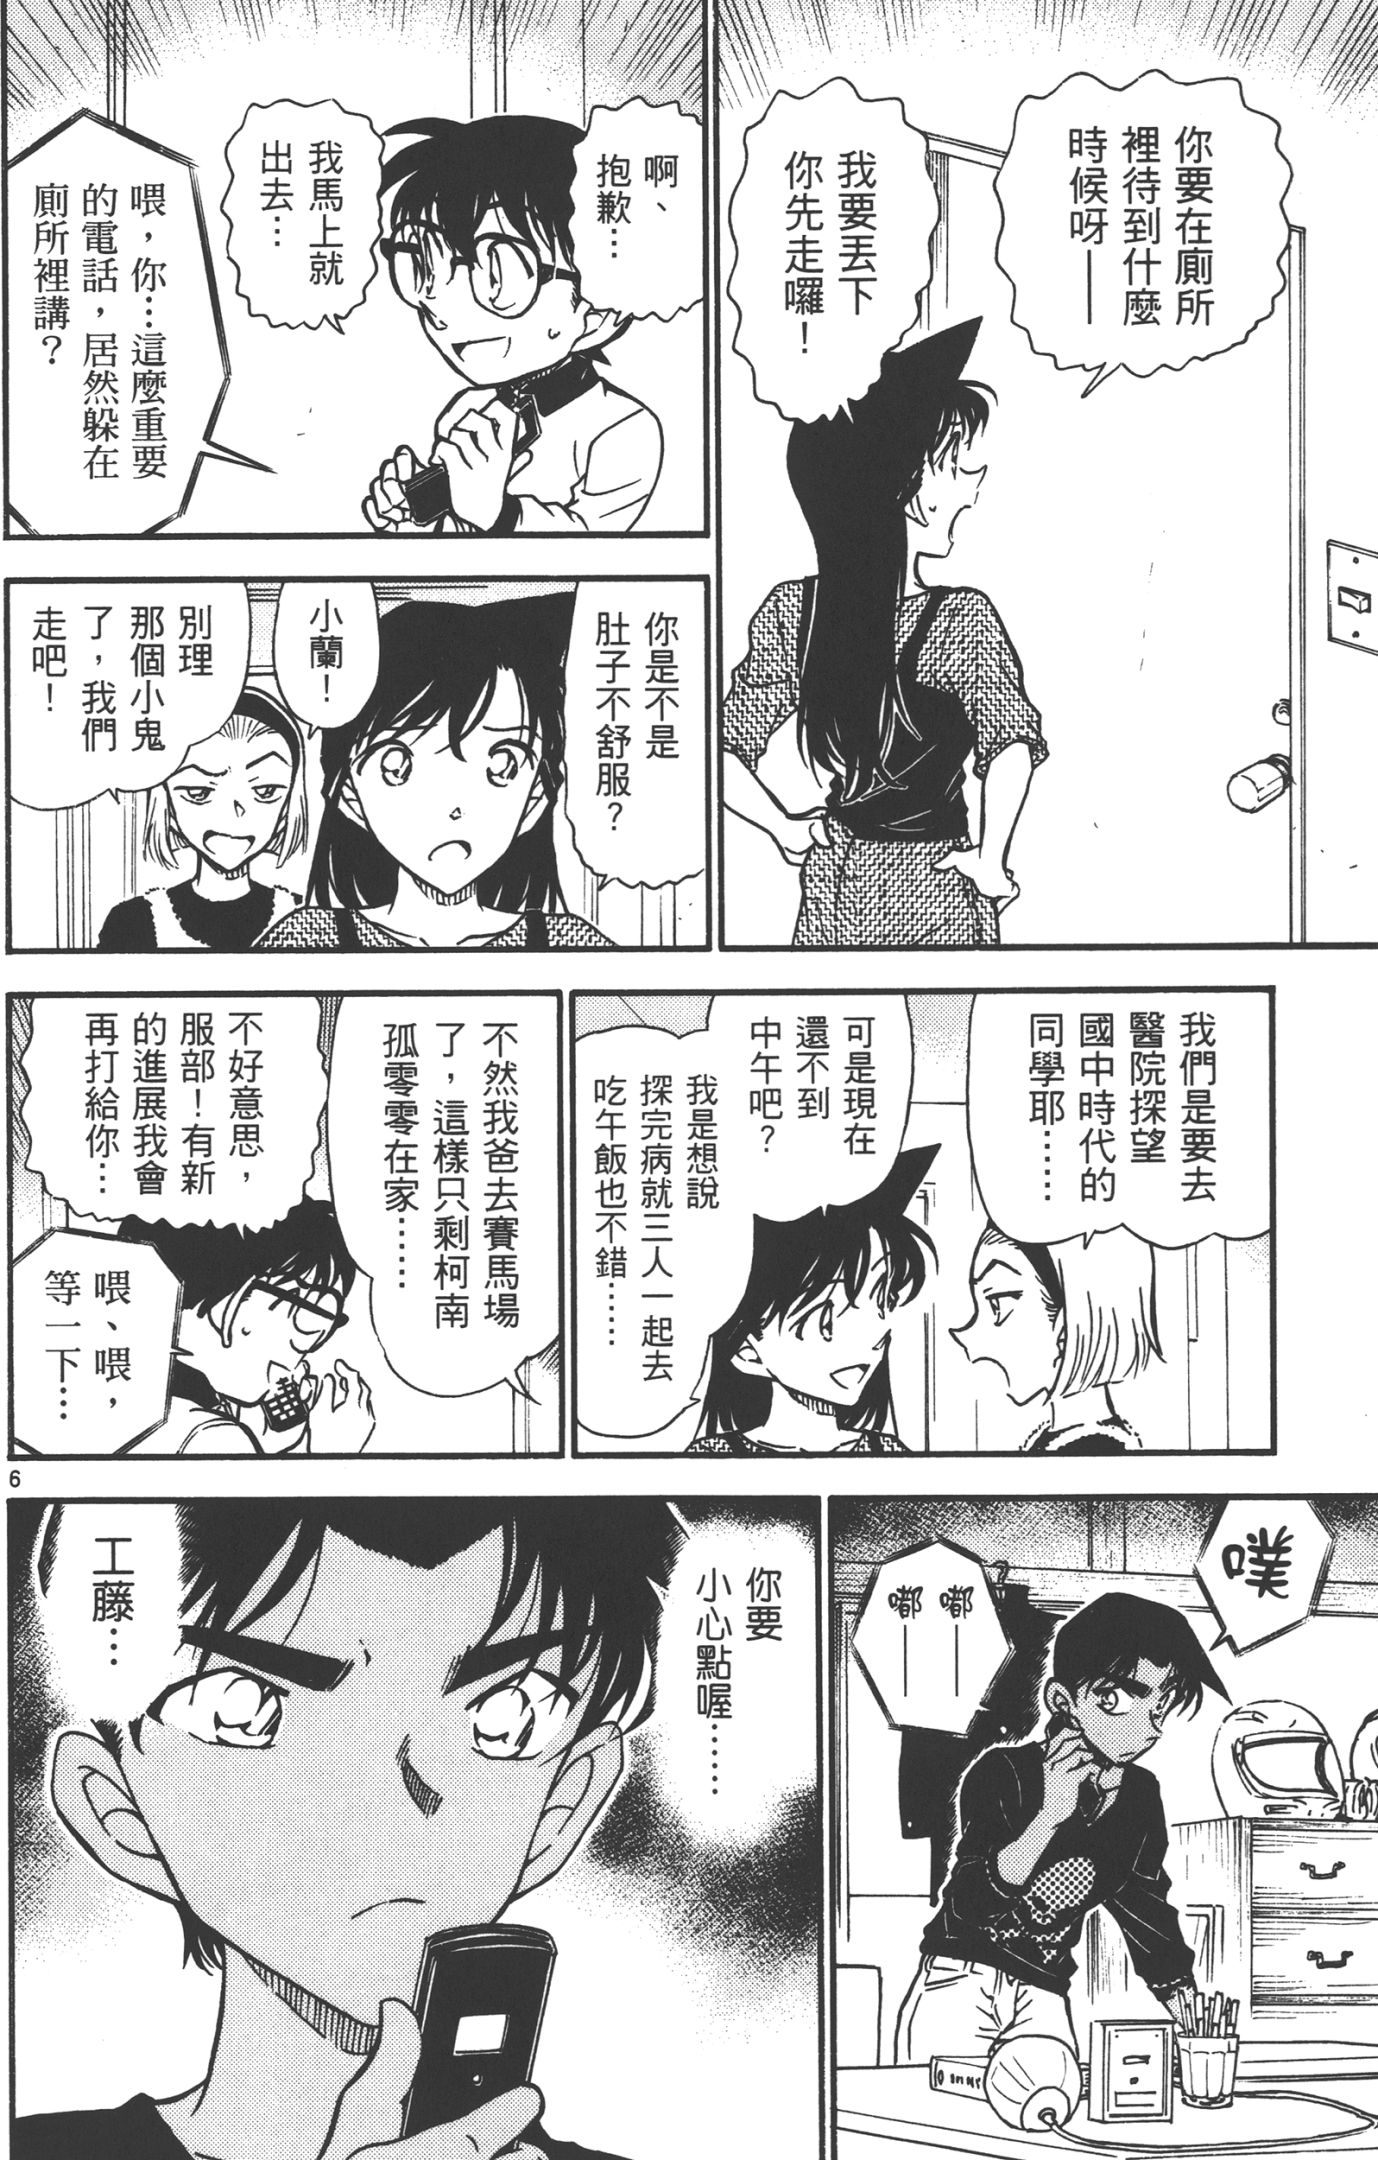 你要在廁所
裡待到什麼
時候呀——
我要丟下
你先走囉！
啊、
抱歉…
我馬上就
出去…
喂，你…這麼重要
的電話，居然躲在
廁所裡講？
你是不是
肚子不舒服？
小蘭！
別理
那個小鬼
了，我們
走吧！
我們是要去
醫院探望
國中時代的
同學耶……
可是現在
還不到
中午吧？
我是想說
探完病就三人一起去
吃午飯也不錯……
不然我爸去賽馬場
了，這樣只剩柯南
孤零零在家……
不好意思，
服部！有新
的進展我會
再打給你…
喂、喂，
等一下…
6
噗
嘟——
嘟——
你要
小心點喔……
工藤…